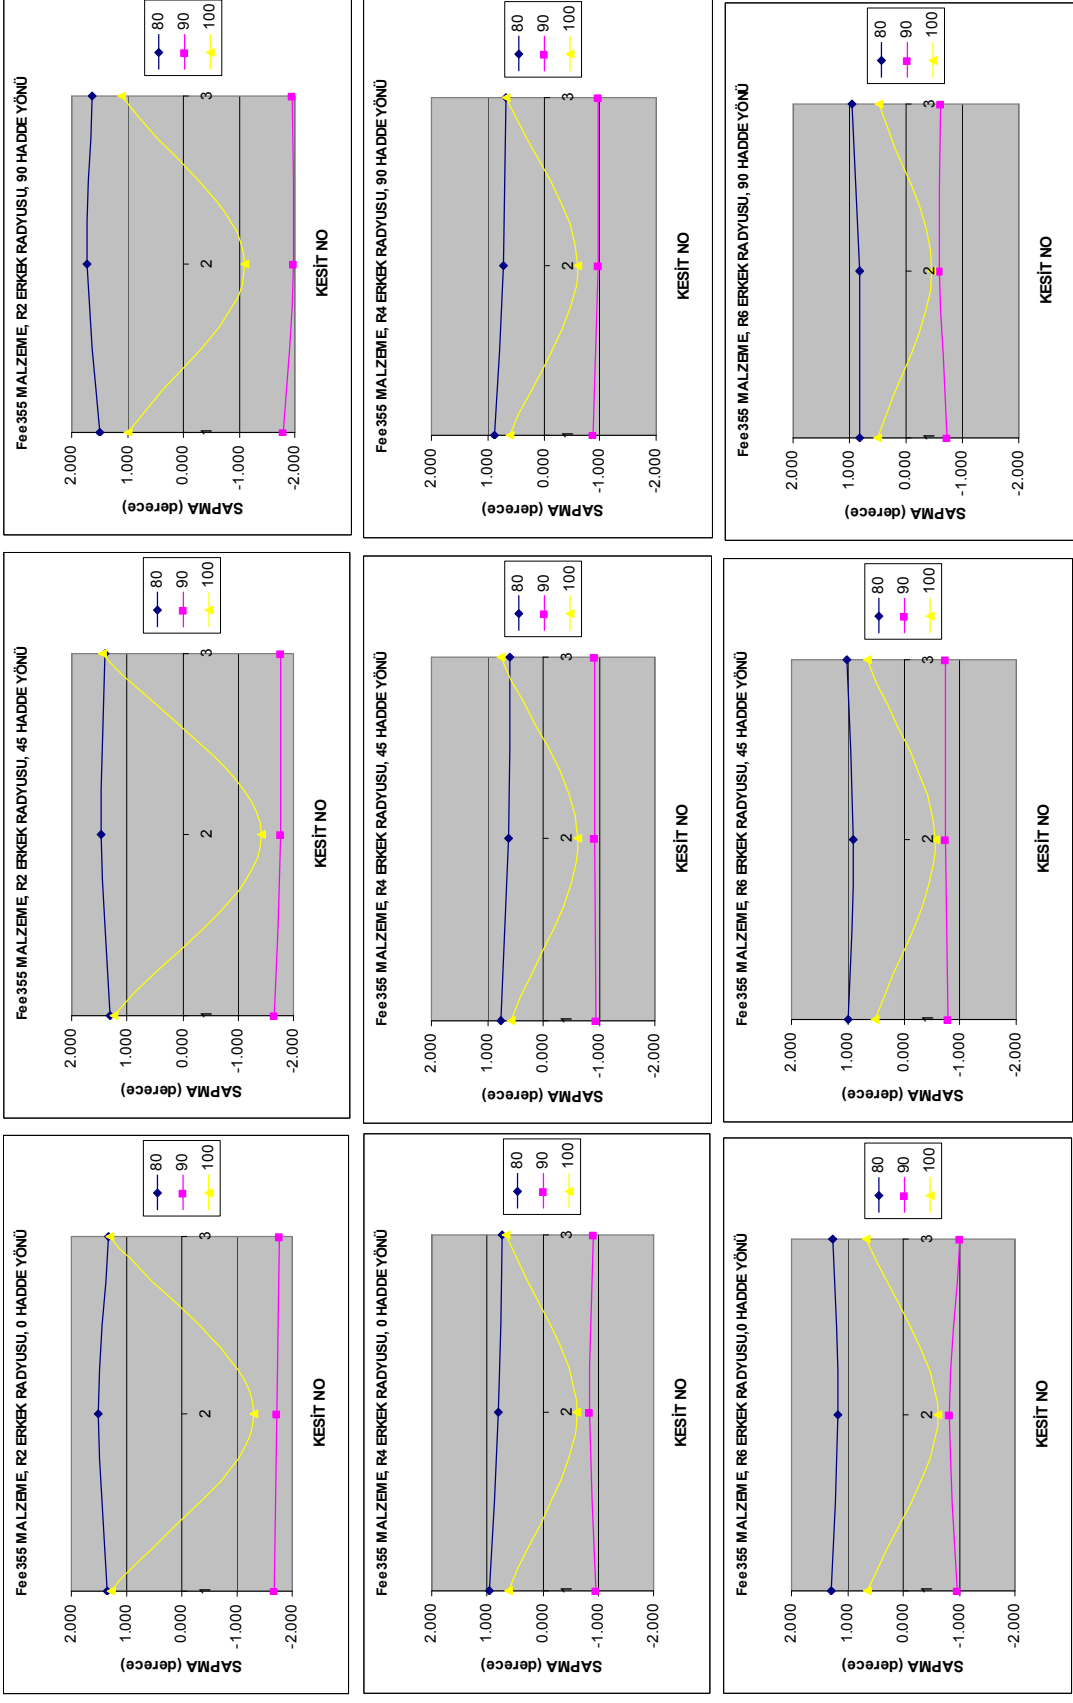 Fee355 MALZEME, R2 ERKEK RADYUSU, 0 HADDE YÖNÜ
SAPMA (derece)
2.000
1.000
0.000
-1.000
-2.000
1 2 3
KESİT NO
80
90
100
Fee355 MALZEME, R2 ERKEK RADYUSU, 45 HADDE YÖNÜ
SAPMA (derece)
2.000
1.000
0.000
-1.000
-2.000
1 2 3
KESİT NO
80
90
100
Fee355 MALZEME, R2 ERKEK RADYUSU, 90 HADDE YÖNÜ
SAPMA (derece)
2.000
1.000
0.000
-1.000
-2.000
1 2 3
KESİT NO
80
90
100
Fee355 MALZEME, R4 ERKEK RADYUSU, 0 HADDE YÖNÜ
SAPMA (derece)
2.000
1.000
0.000
-1.000
-2.000
1 2 3
KESİT NO
80
90
100
Fee355 MALZEME, R4 ERKEK RADYUSU, 45 HADDE YÖNÜ
SAPMA (derece)
2.000
1.000
0.000
-1.000
-2.000
1 2 3
KESİT NO
80
90
100
Fee355 MALZEME, R4 ERKEK RADYUSU, 90 HADDE YÖNÜ
SAPMA (derece)
2.000
1.000
0.000
-1.000
-2.000
1 2 3
KESİT NO
80
90
100
Fee355 MALZEME, R6 ERKEK RADYUSU,0 HADDE YÖNÜ
SAPMA (derece)
2.000
1.000
0.000
-1.000
-2.000
1 2 3
KESİT NO
80
90
100
Fee355 MALZEME, R6 ERKEK RADYUSU, 45 HADDE YÖNÜ
SAPMA (derece)
2.000
1.000
0.000
-1.000
-2.000
1 2 3
KESİT NO
80
90
100
Fee355 MALZEME, R6 ERKEK RADYUSU, 90 HADDE YÖNÜ
SAPMA (derece)
2.000
1.000
0.000
-1.000
-2.000
1 2 3
KESİT NO
80
90
100